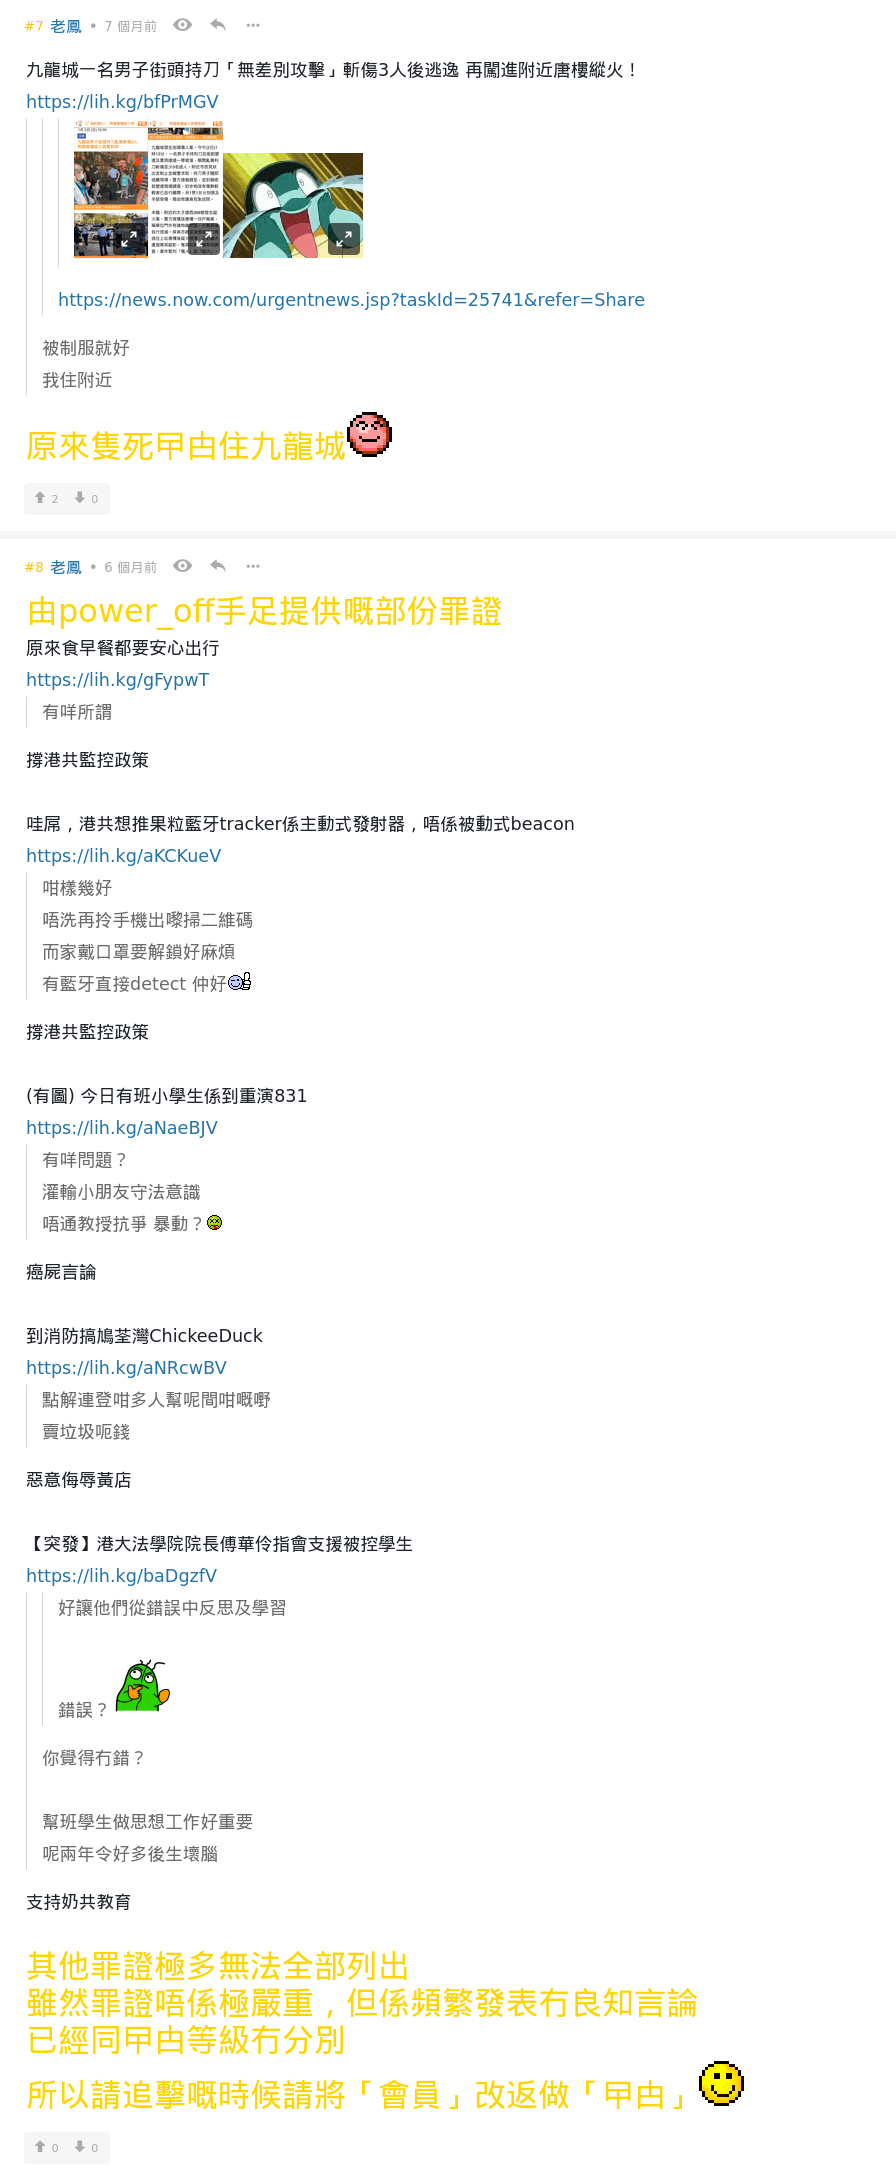 #7 老鳳 • 7 個月前
九龍城一名男子街頭持刀「無差別攻擊」斬傷3人後逃逸 再闖進附近唐樓縱火！
https://lih.kg/bfPrMGV
https://news.now.com/urgentnews.jsp?taskId=25741&refer=Share
被制服就好
我住附近
原來隻死曱甴住九龍城
2 0
#8 老鳳 • 6 個月前
由power_off手足提供嘅部份罪證
原來食早餐都要安心出行
https://lih.kg/gFypwT
有咩所謂
撐港共監控政策
哇屌，港共想推果粒藍牙tracker係主動式發射器，唔係被動式beacon
https://lih.kg/aKCKueV
咁樣幾好
唔洗再拎手機出嚟掃二維碼
而家戴口罩要解鎖好麻煩
有藍牙直接detect 仲好
撐港共監控政策
(有圖) 今日有班小學生係到重演831
https://lih.kg/aNaeBJV
有咩問題？
灌輸小朋友守法意識
唔通教授抗爭 暴動？
癌屍言論
到消防搞鳩荃灣ChickeeDuck
https://lih.kg/aNRcwBV
點解連登咁多人幫呢間咁嘅嘢
賣垃圾呃錢
惡意侮辱黃店
【突發】港大法學院院長傅華伶指會支援被控學生
https://lih.kg/baDgzfV
好讓他們從錯誤中反思及學習
錯誤？
你覺得冇錯？
幫班學生做思想工作好重要
呢兩年令好多後生壞腦
支持奶共教育
其他罪證極多無法全部列出
雖然罪證唔係極嚴重，但係頻繁發表冇良知言論
已經同曱甴等級冇分別
所以請追擊嘅時候請將「會員」改返做「曱甴」
0 0